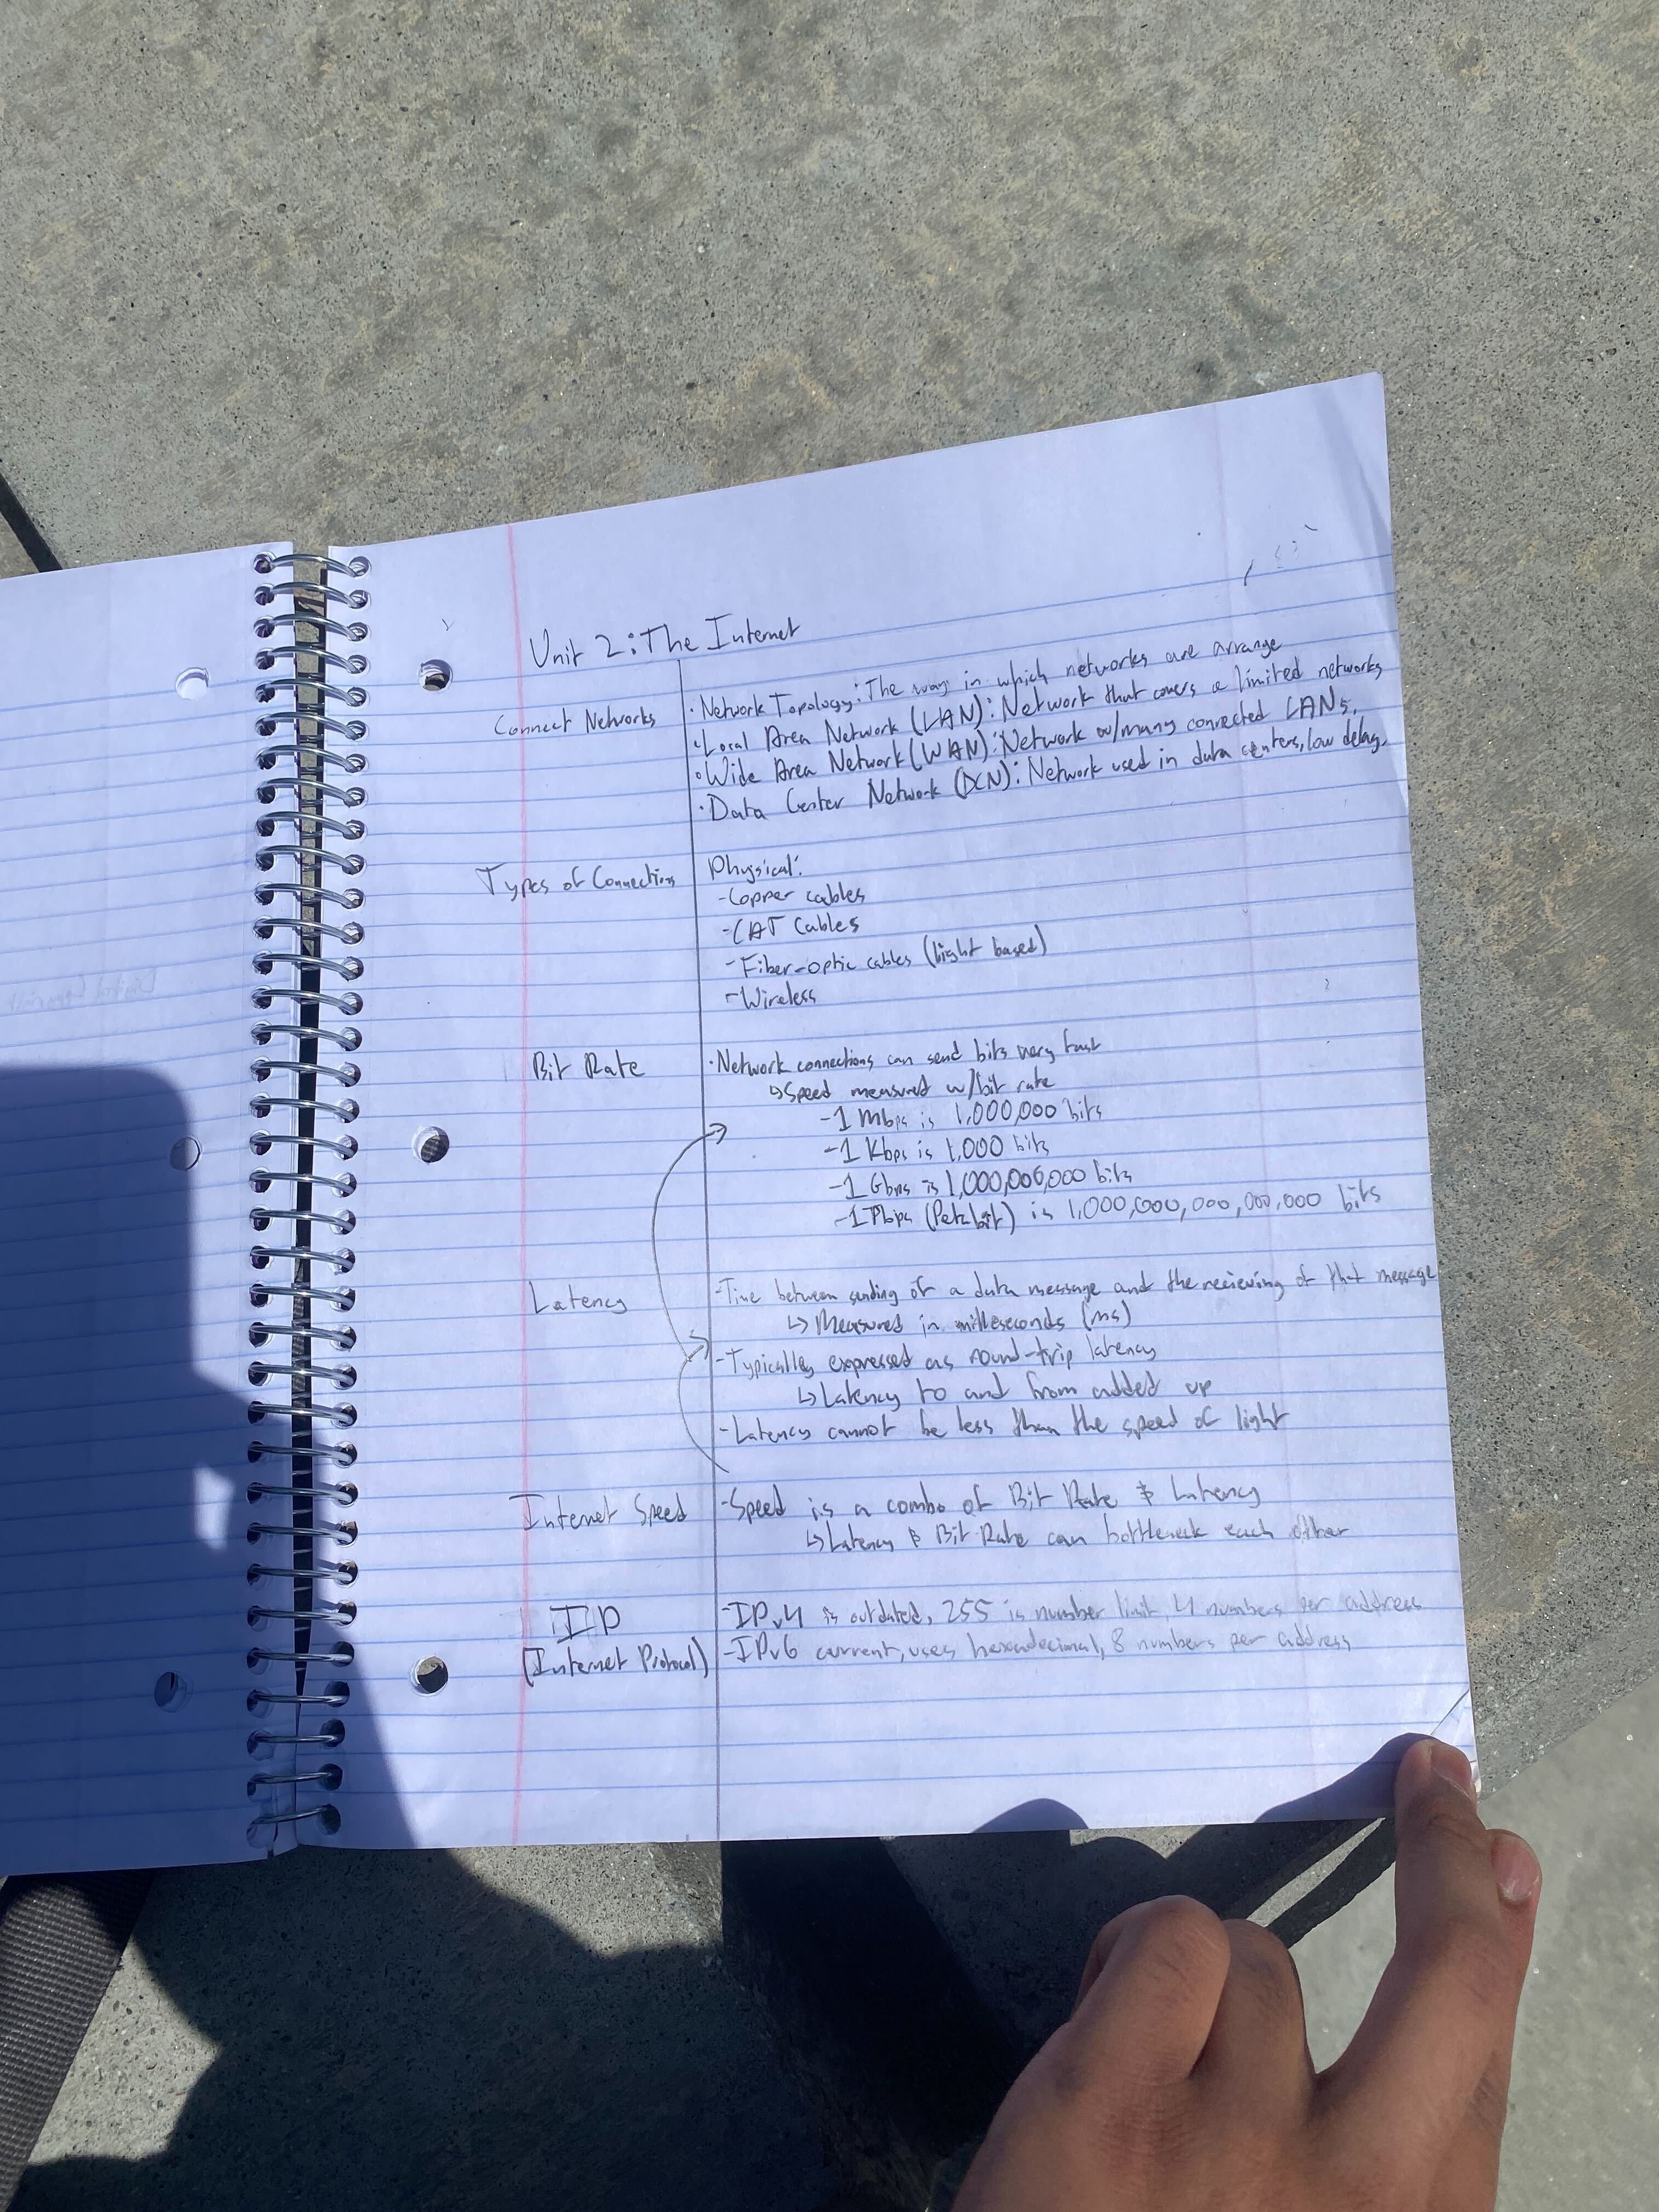 Unit 2: The Internet
Connect Networks
· Network Topology: The way in which networks are arrange
· Local Area Network (LAN): Network that covers a limited networks
· Wide Area Network (WAN): Network w/many connected LANs.
· Data Center Network (DCN): Network used in data centers, low delay.
Types of Connections
Physical:
- Copper cables
- CAT Cables
- Fiber-optic cables (light based)
- Wireless
Bit Rate
· Network connections can send bits very fast
↳ Speed measured w/bit rate
- 1 Mbps is 1,000,000 bits
- 1 Kbps is 1,000 bits
- 1 Gbps is 1,000,000,000 bits
- 1 Pbps (Petabit) is 1,000,000,000,000,000 bits
Latency
- Time between sending of a data message and the recieving of that message
↳ Measured in milleseconds (ms)
- Typically expressed as round-trip latency
↳ Latency to and from added up
- Latency cannot be less than the speed of light
Internet Speed
- Speed is a combo of Bit Rate & Latency
↳ Latency & Bit Rate can bottleneck each other
IP
(Internet Protocol)
- IPv4 is outdated, 255 is number limit, 4 numbers per address
- IPv6 current, uses hexadecimal, 8 numbers per address